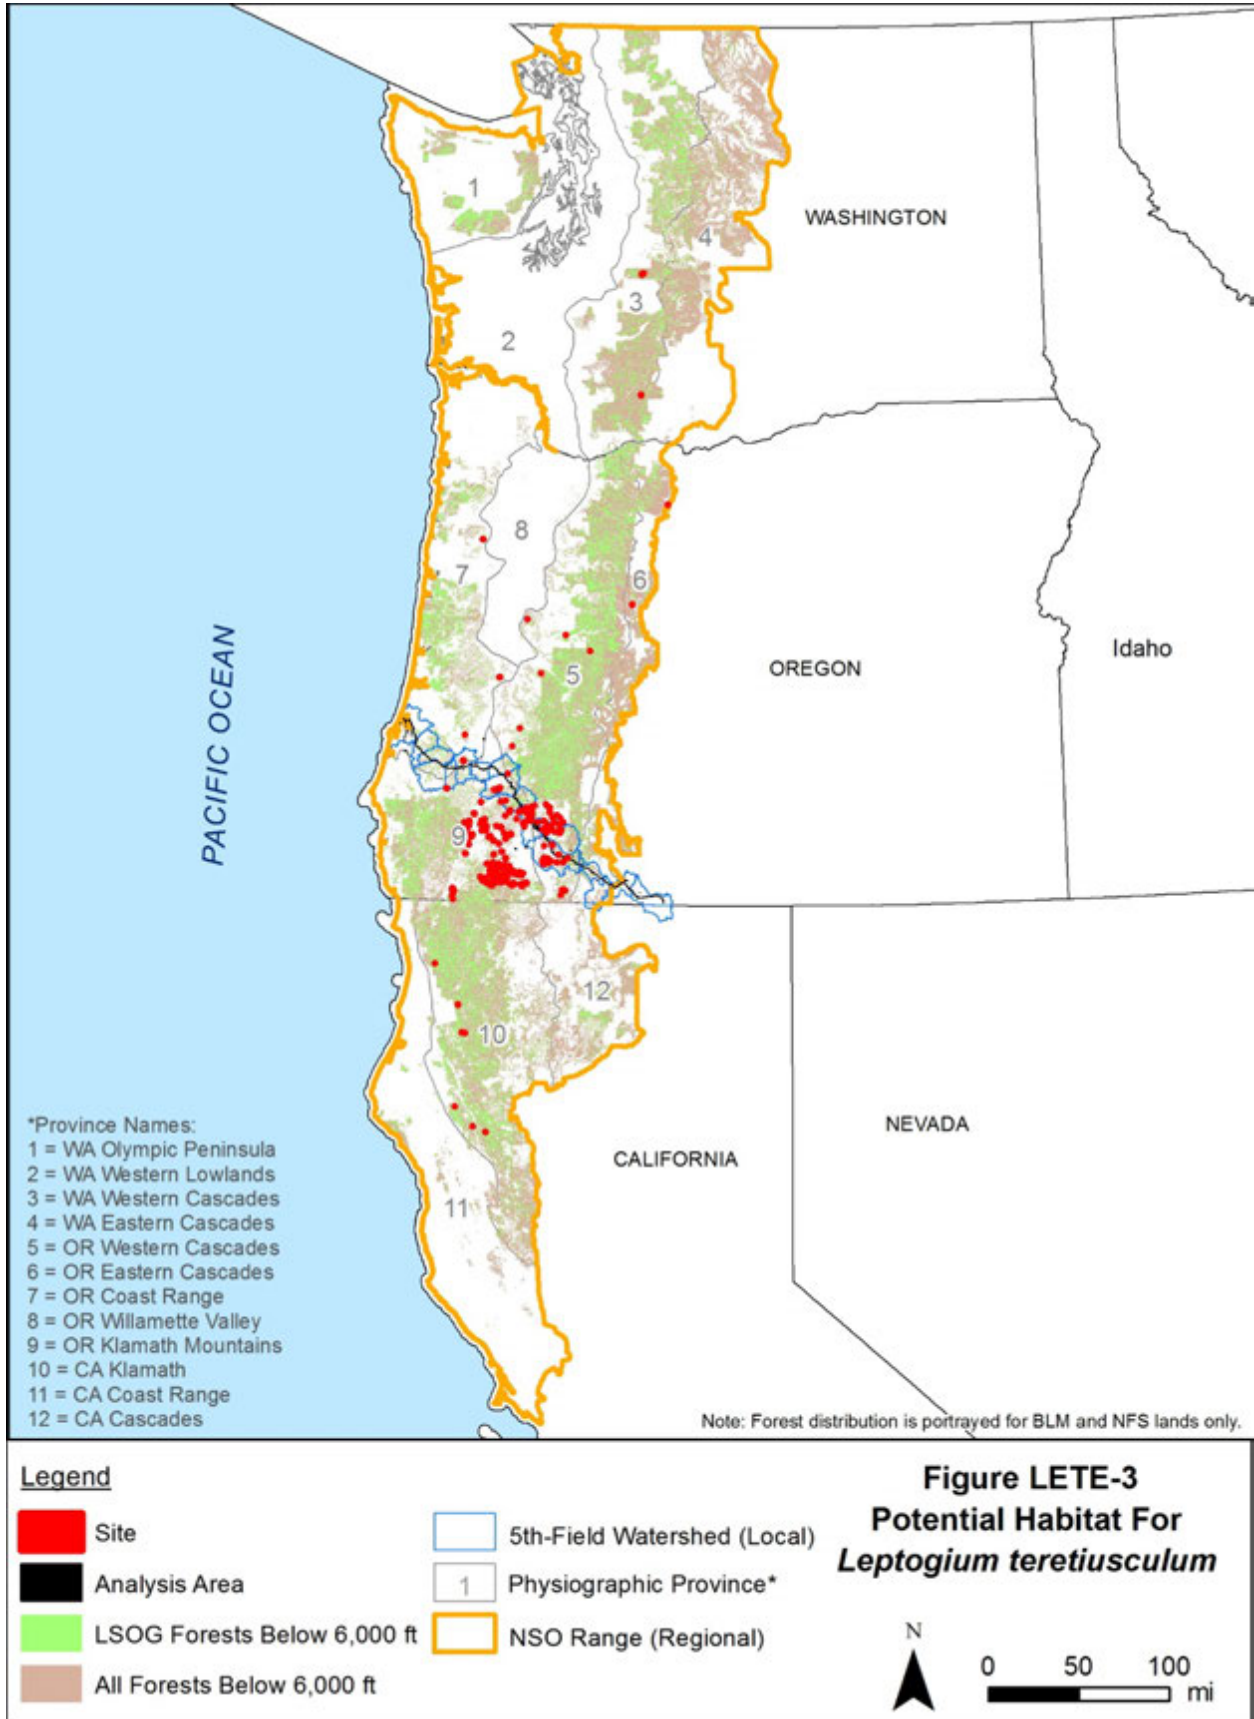 WASHINGTON
1
4
3
2
8
7
6
PACIFIC OCEAN
OREGON
Idaho
5
9
12
10
NEVADA
CALIFORNIA
11
*Province Names:
1 = WA Olympic Peninsula
2 = WA Western Lowlands
3 = WA Western Cascades
4 = WA Eastern Cascades
5 = OR Western Cascades
6 = OR Eastern Cascades
7 = OR Coast Range
8 = OR Willamette Valley
9 = OR Klamath Mountains
10 = CA Klamath
11 = CA Coast Range
12 = CA Cascades
Note: Forest distribution is portrayed for BLM and NFS lands only.
Legend
Site
Analysis Area
LSOG Forests Below 6,000 ft
All Forests Below 6,000 ft
5th-Field Watershed (Local)
1 Physiographic Province*
NSO Range (Regional)
Figure LETE-3
Potential Habitat For
Leptogium teretiusculum
N
0 50 100
mi